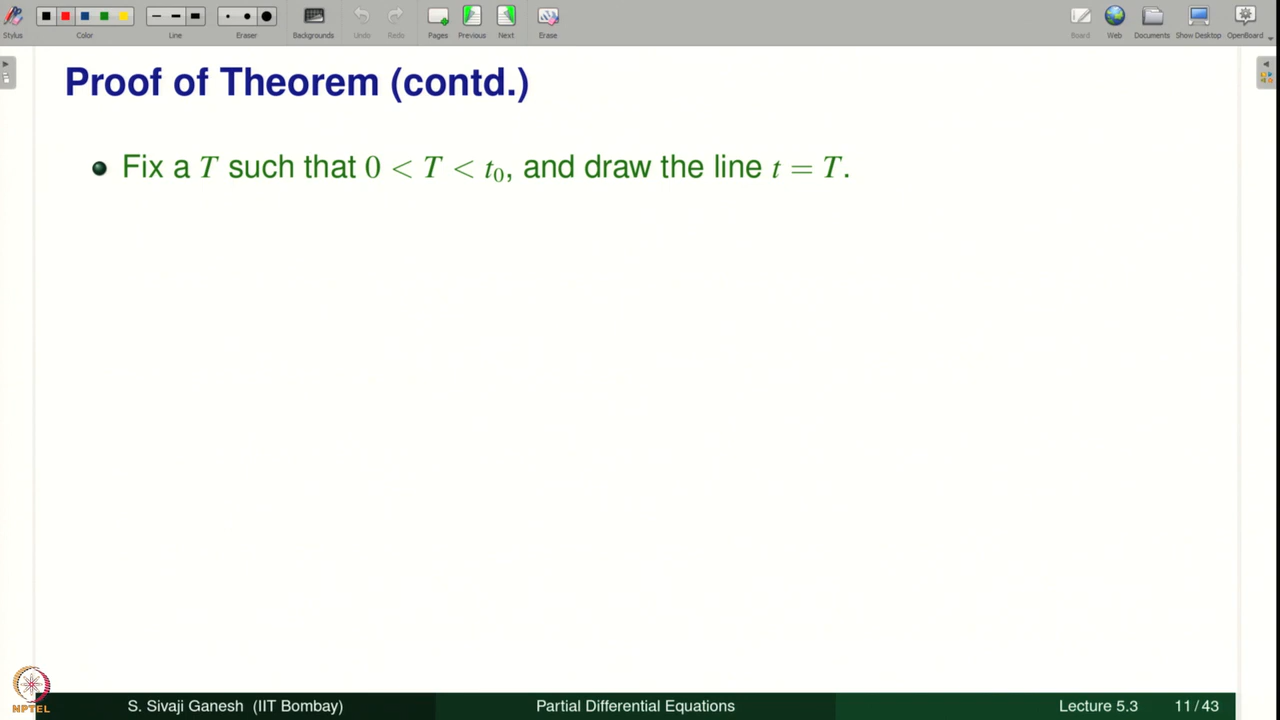 Stylus Color Line Eraser Backgrounds Undo Redo Pages Previous Next Erase Board Web Documents Show Desktop OpenBoard
Proof of Theorem (contd.)
Fix a T such that 0 < T < t₀, and draw the line t = T.
NPTEL
S. Sivaji Ganesh (IIT Bombay) Partial Differential Equations Lecture 5.3 11 / 43